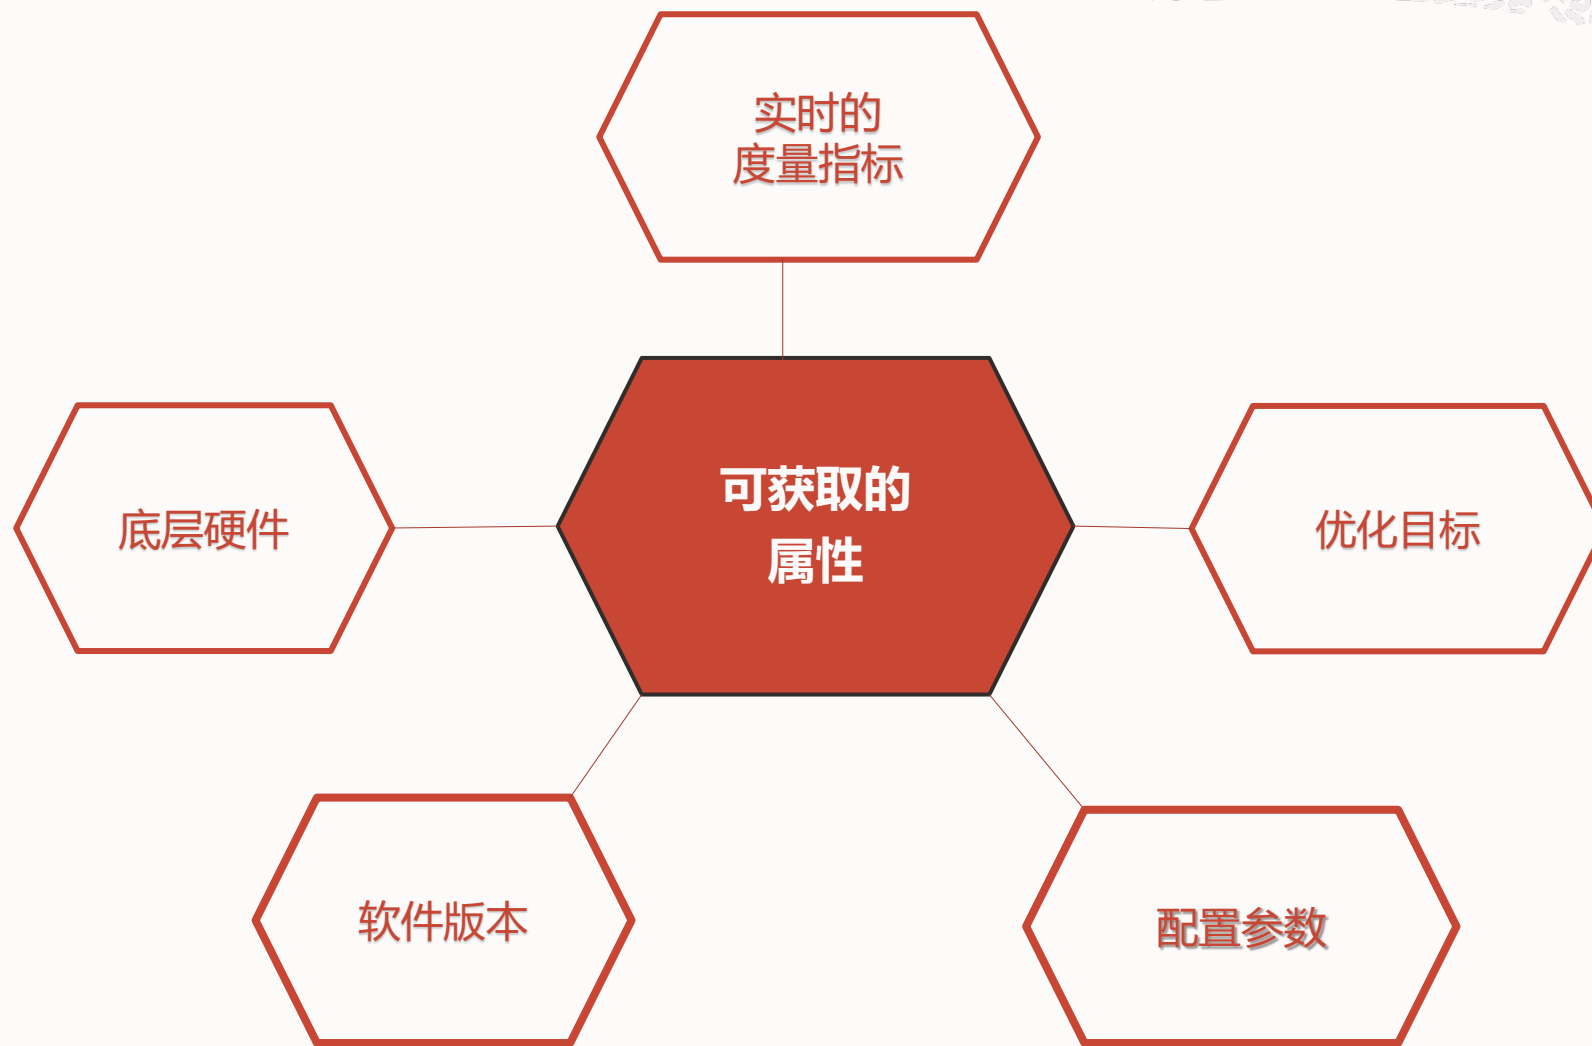 实时的
度量指标
可获取的
属性
底层硬件
优化目标
软件版本
配置参数